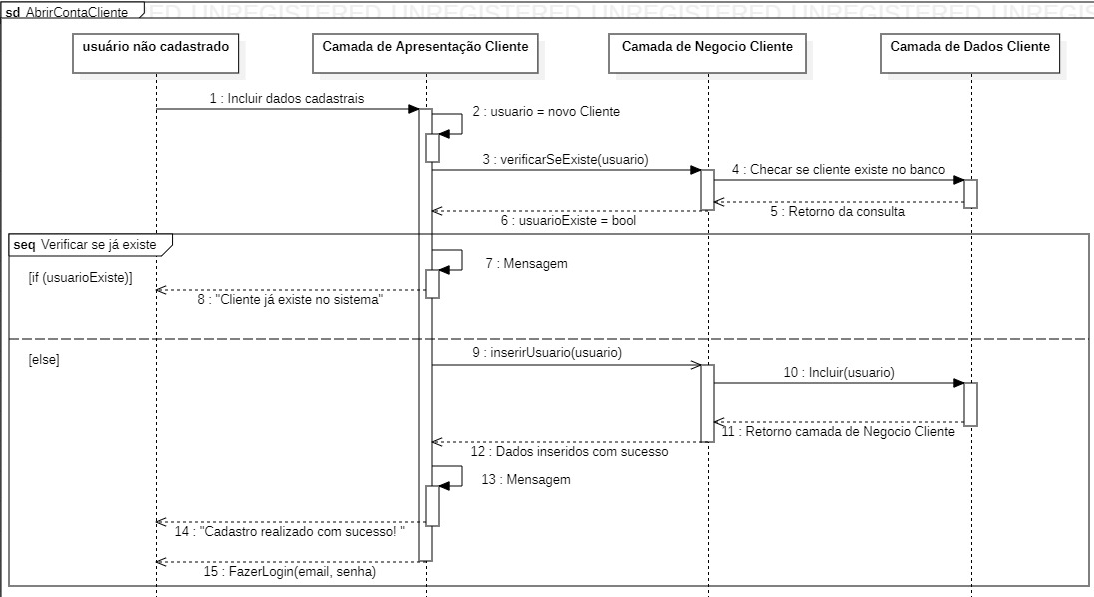 sd AbrirContaCliente
ED UNREGISTERED UNREGISTERED UNREGISTERED UNREGIS
usuário não cadastrado
Camada de Apresentação Cliente
Camada de Negocio Cliente
Camada de Dados Cliente
1 : Incluir dados cadastrais
2 : usuario = novo Cliente
3 : verificarSeExiste(usuario)
4 : Checar se cliente existe no banco
5 : Retorno da consulta
6 : usuarioExiste = bool
seq Verificar se já existe
7 : Mensagem
[if (usuarioExiste)]
8 : "Cliente já existe no sistema"
[else]
9 : inserirUsuario(usuario)
10 : Incluir(usuario)
11 : Retorno camada de Negocio Cliente
12 : Dados inseridos com sucesso
13 : Mensagem
14 : "Cadastro realizado com sucesso! "
15 : FazerLogin(email, senha)